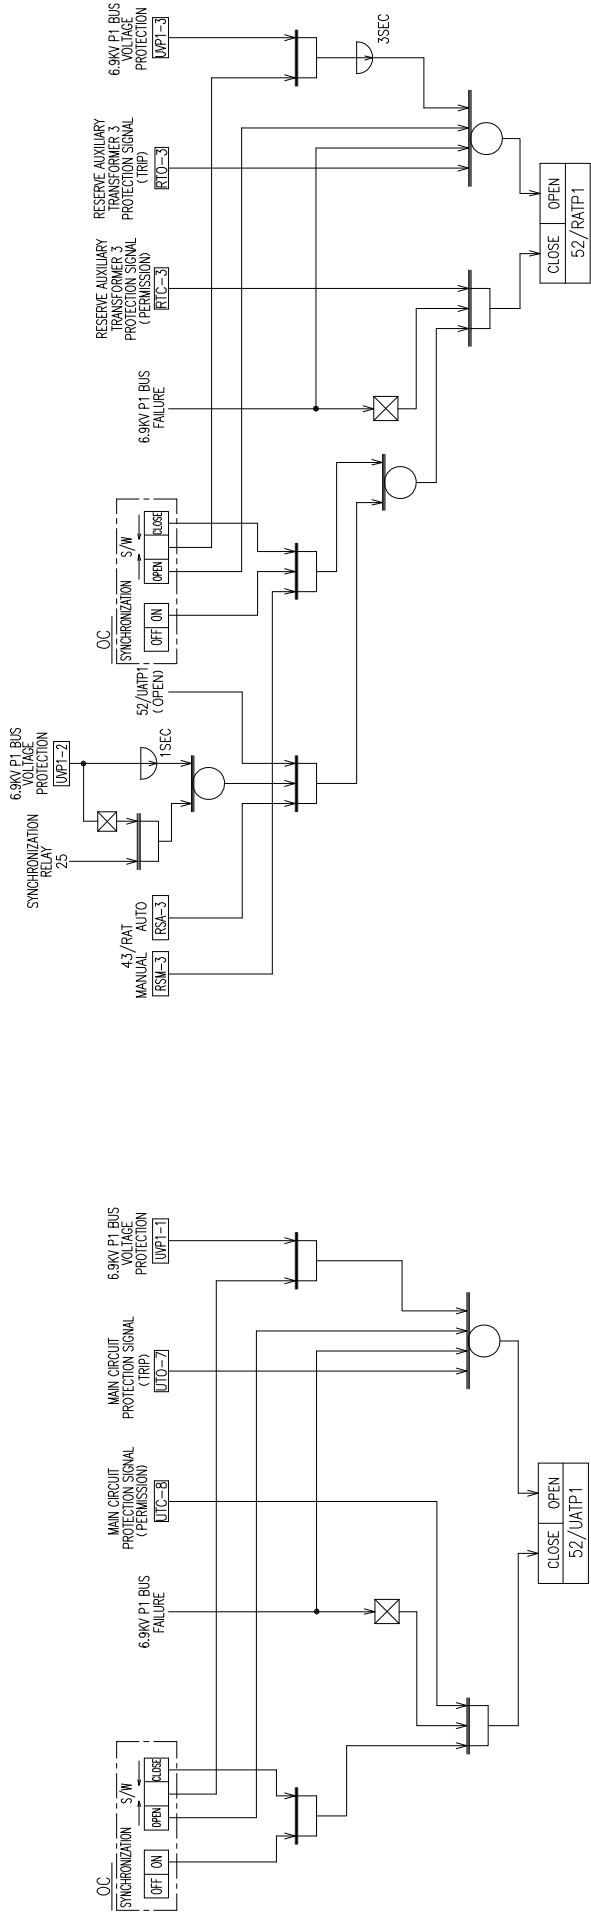 OC
SYNCHRONIZATION
OFF
ON
S/W
OPEN
CLOSE
6.9KV P1 BUS
FAILURE
MAIN CIRCUIT
PROTECTION SIGNAL
(PERMISSION)
UTC-8
MAIN CIRCUIT
PROTECTION SIGNAL
(TRIP)
UTO-7
6.9KV P1 BUS
VOLTAGE
PROTECTION
UVP1-1
CLOSE
OPEN
52/UATP1
43/RAT
MANUAL
AUTO
RSM-3
RSA-3
SYNCHRONIZATION
RELAY
25
6.9KV P1 BUS
VOLTAGE
PROTECTION
UVP1-2
1SEC
52/UATP1
(OPEN)
OC
SYNCHRONIZATION
OFF
ON
S/W
OPEN
CLOSE
6.9KV P1 BUS
FAILURE
RESERVE AUXILIARY
TRANSFORMER 3
PROTECTION SIGNAL
(PERMISSION)
RTC-3
RESERVE AUXILIARY
TRANSFORMER 3
PROTECTION SIGNAL
(TRIP)
RTO-3
6.9KV P1 BUS
VOLTAGE
PROTECTION
UVP1-3
3SEC
CLOSE
OPEN
52/RATP1